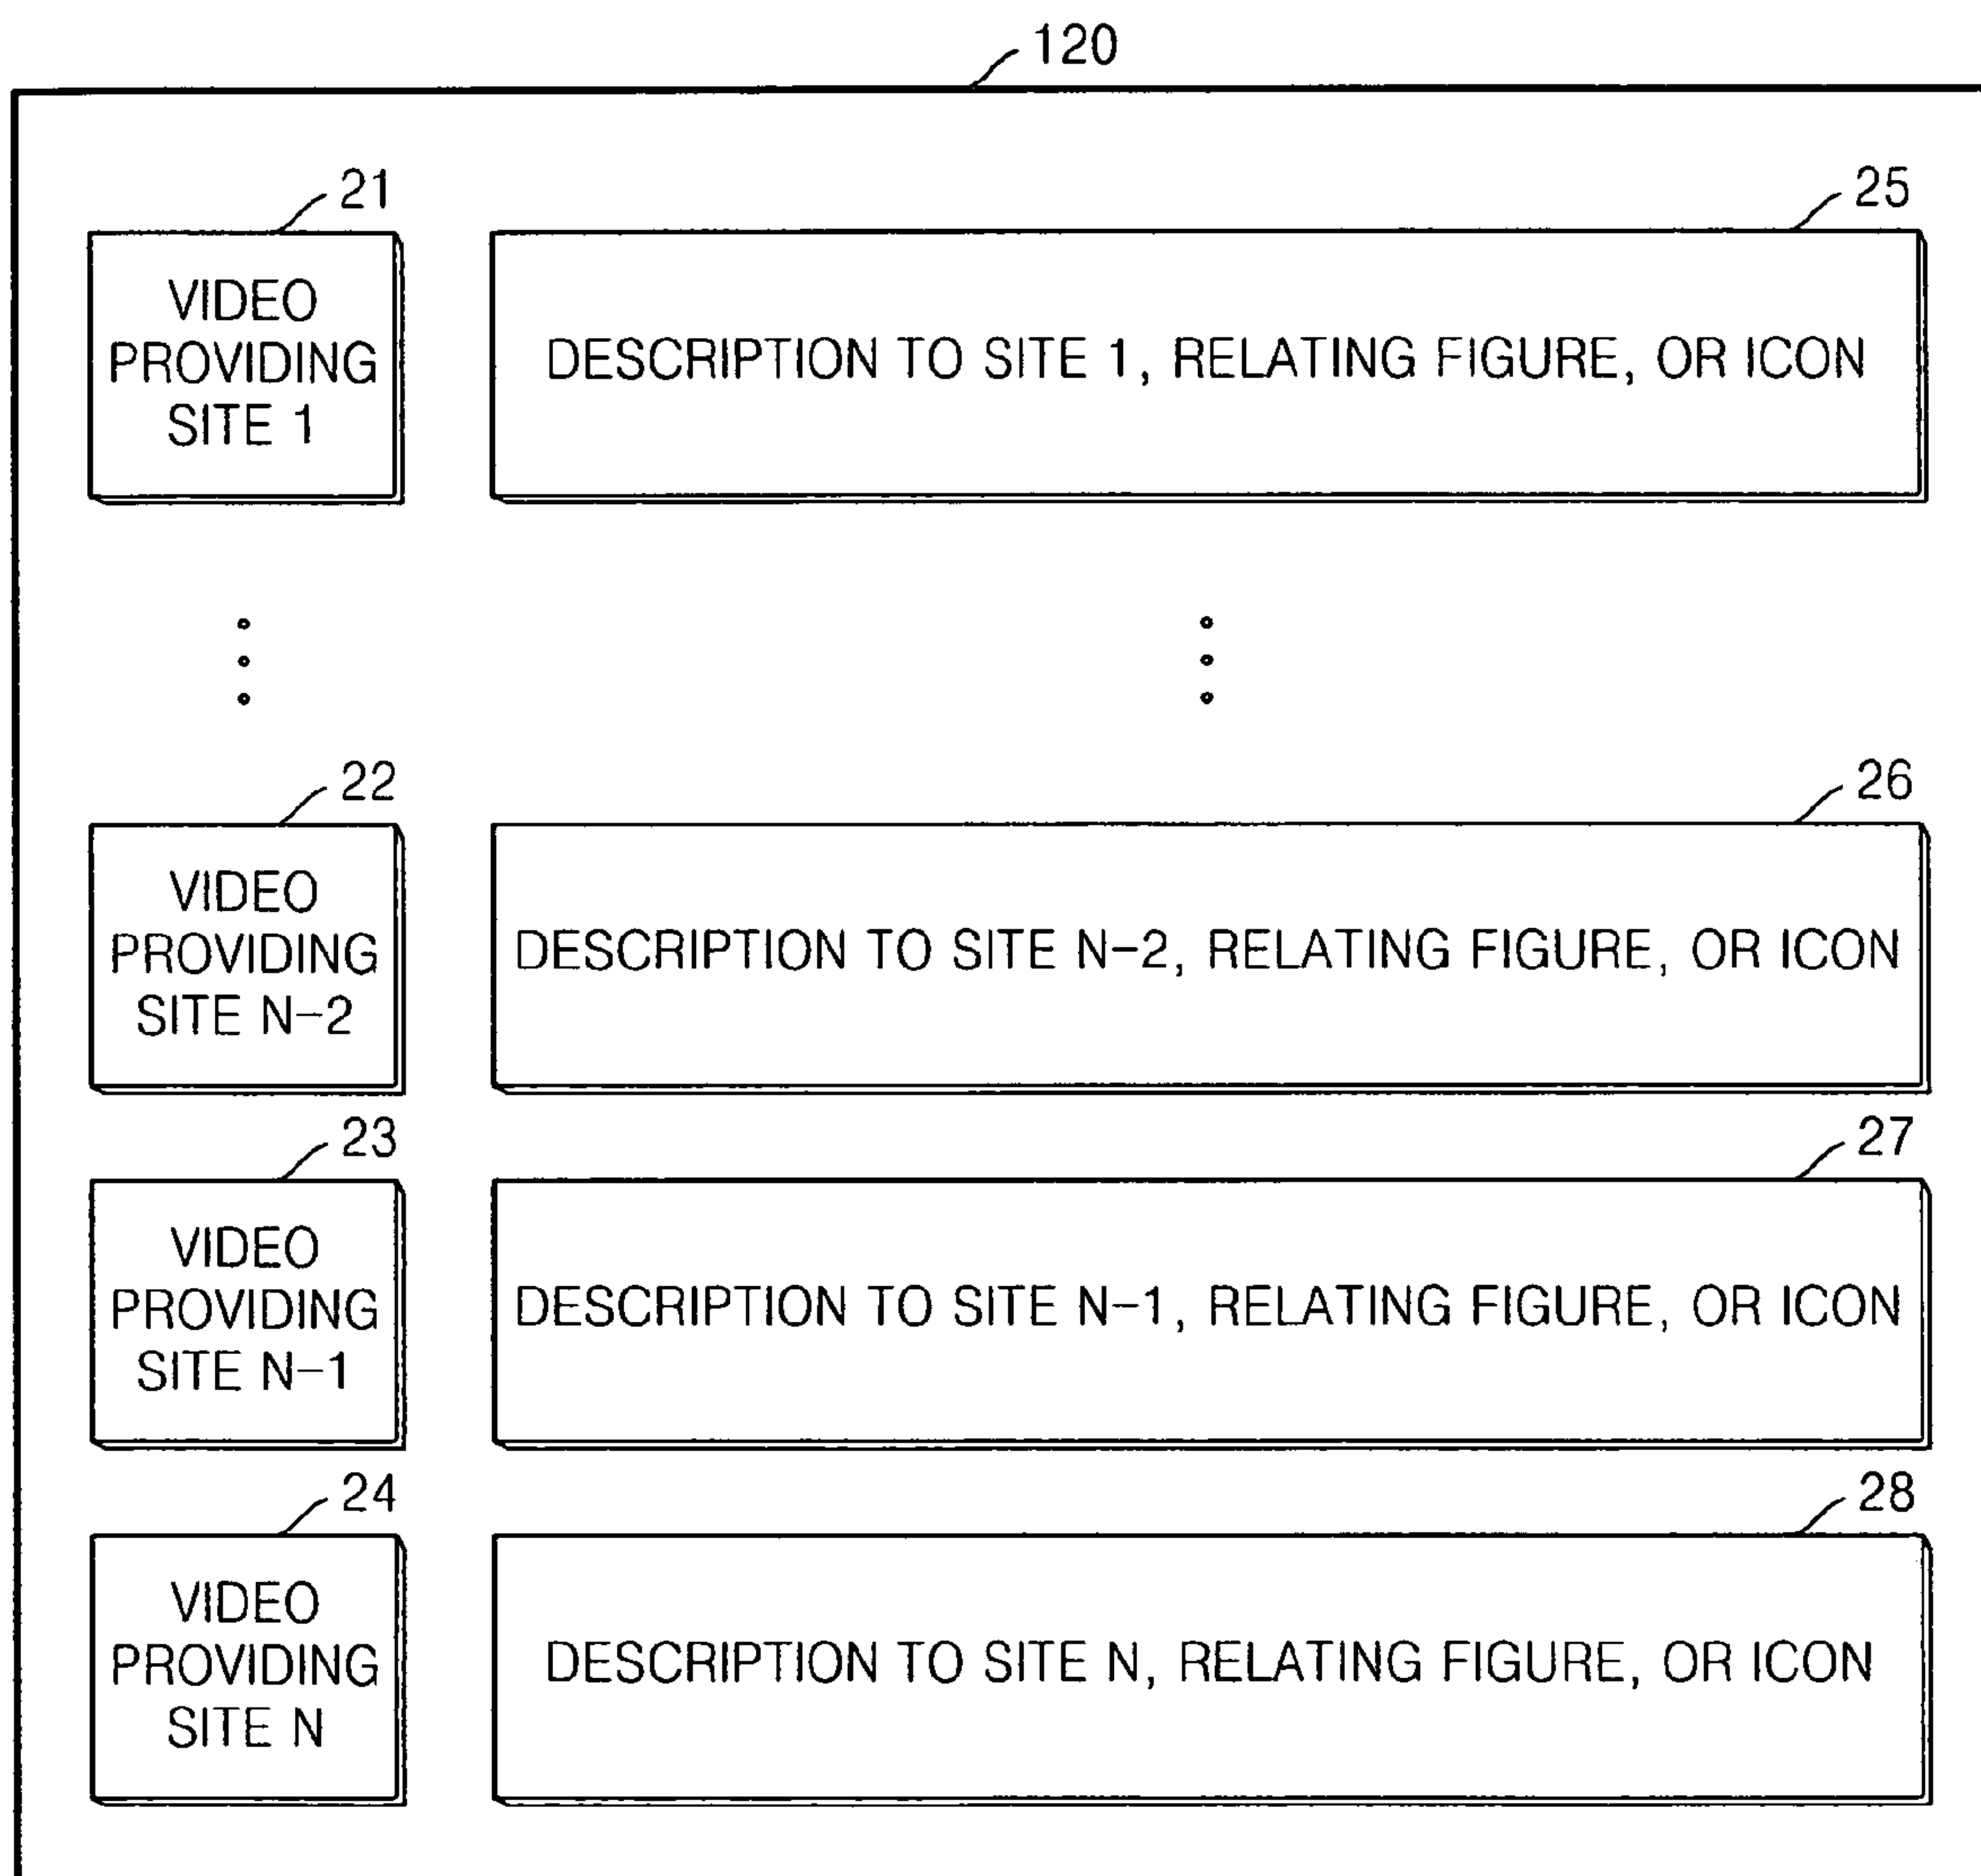 120
21
25
VIDEO
PROVIDING
SITE 1
DESCRIPTION TO SITE 1, RELATING FIGURE, OR ICON
22
26
VIDEO
PROVIDING
SITE N-2
DESCRIPTION TO SITE N-2, RELATING FIGURE, OR ICON
23
27
VIDEO
PROVIDING
SITE N-1
DESCRIPTION TO SITE N-1, RELATING FIGURE, OR ICON
24
28
VIDEO
PROVIDING
SITE N
DESCRIPTION TO SITE N, RELATING FIGURE, OR ICON